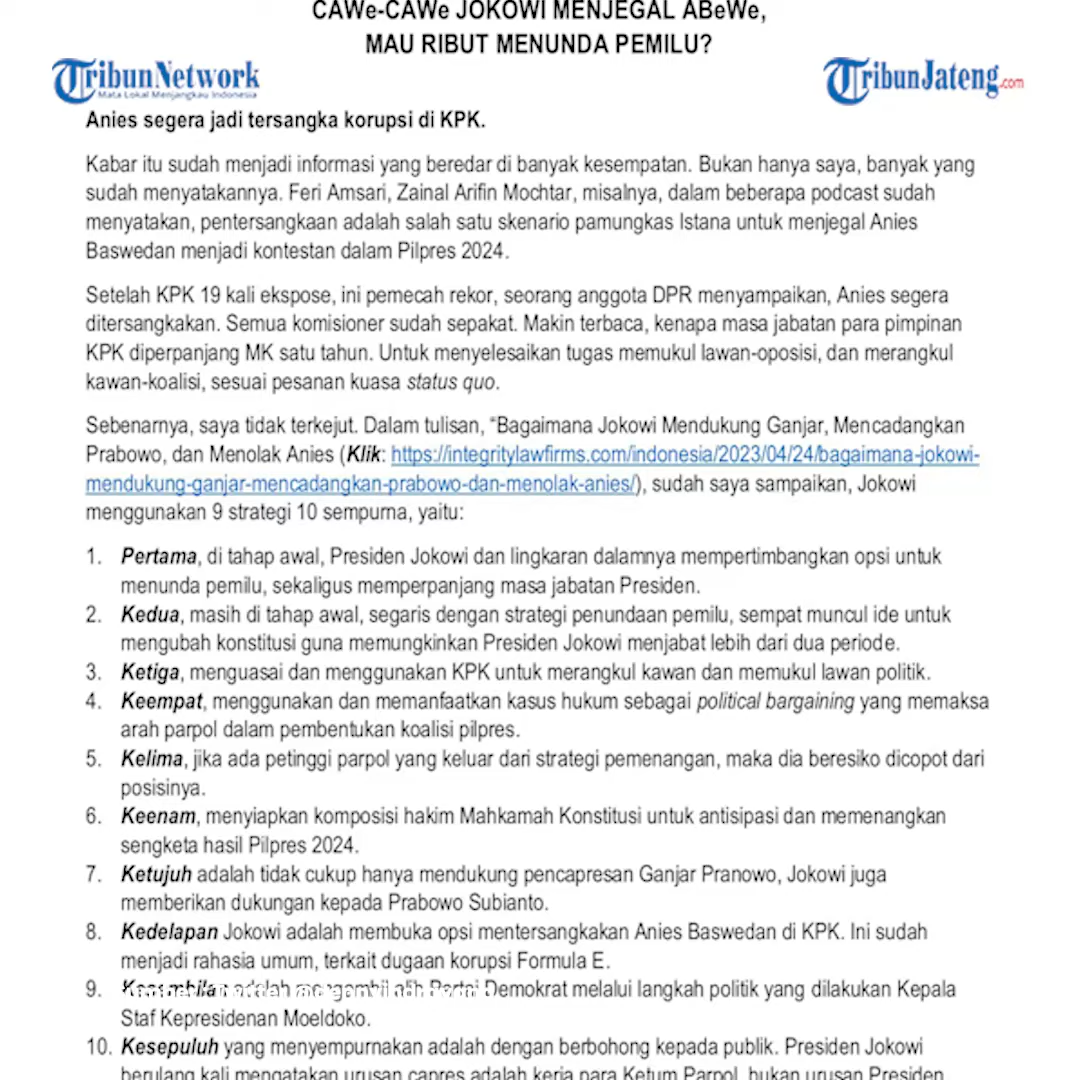 CAWe-CAWe JOKOWI MENJEGAL ABeWe,
MAU RIBUT MENUNDA PEMILU?
TribunNetwork
Mata Lokal Menjangkau Indonesia
TribunJateng.com
Anies segera jadi tersangka korupsi di KPK.
Kabar itu sudah menjadi informasi yang beredar di banyak kesempatan. Bukan hanya saya, banyak yang
sudah menyatakannya. Feri Amsari, Zainal Arifin Mochtar, misalnya, dalam beberapa podcast sudah
menyatakan, pentersangkaan adalah salah satu skenario pamungkas Istana untuk menjegal Anies
Baswedan menjadi kontestan dalam Pilpres 2024.
Setelah KPK 19 kali ekspose, ini pemecah rekor, seorang anggota DPR menyampaikan, Anies segera
ditersangkakan. Semua komisioner sudah sepakat. Makin terbaca, kenapa masa jabatan para pimpinan
KPK diperpanjang MK satu tahun. Untuk menyelesaikan tugas memukul lawan-oposisi, dan merangkul
kawan-koalisi, sesuai pesanan kuasa status quo.
Sebenarnya, saya tidak terkejut. Dalam tulisan, “Bagaimana Jokowi Mendukung Ganjar, Mencadangkan
Prabowo, dan Menolak Anies (Klik: https://integritylawfirms.com/indonesia/2023/04/24/bagaimana-jokowi-
mendukung-ganjar-mencadangkan-prabowo-dan-menolak-anies/), sudah saya sampaikan, Jokowi
menggunakan 9 strategi 10 sempurna, yaitu:
1. Pertama, di tahap awal, Presiden Jokowi dan lingkaran dalamnya mempertimbangkan opsi untuk
menunda pemilu, sekaligus memperpanjang masa jabatan Presiden.
2. Kedua, masih di tahap awal, segaris dengan strategi penundaan pemilu, sempat muncul ide untuk
mengubah konstitusi guna memungkinkan Presiden Jokowi menjabat lebih dari dua periode.
3. Ketiga, menguasai dan menggunakan KPK untuk merangkul kawan dan memukul lawan politik.
4. Keempat, menggunakan dan memanfaatkan kasus hukum sebagai political bargaining yang memaksa
arah parpol dalam pembentukan koalisi pilpres.
5. Kelima, jika ada petinggi parpol yang keluar dari strategi pemenangan, maka dia beresiko dicopot dari
posisinya.
6. Keenam, menyiapkan komposisi hakim Mahkamah Konstitusi untuk antisipasi dan memenangkan
sengketa hasil Pilpres 2024.
7. Ketujuh adalah tidak cukup hanya mendukung pencapresan Ganjar Pranowo, Jokowi juga
memberikan dukungan kepada Prabowo Subianto.
8. Kedelapan Jokowi adalah membuka opsi mentersangkakan Anies Baswedan di KPK. Ini sudah
menjadi rahasia umum, terkait dugaan korupsi Formula E.
9. Kesembilan adalah mengambil alih Partai Demokrat melalui langkah politik yang dilakukan Kepala
Staf Kepresidenan Moeldoko.
10. Kesepuluh yang menyempurnakan adalah dengan berbohong kepada publik. Presiden Jokowi
berulang kali mengatakan urusan capres adalah kerja para Ketum Parpol, bukan urusan Presiden